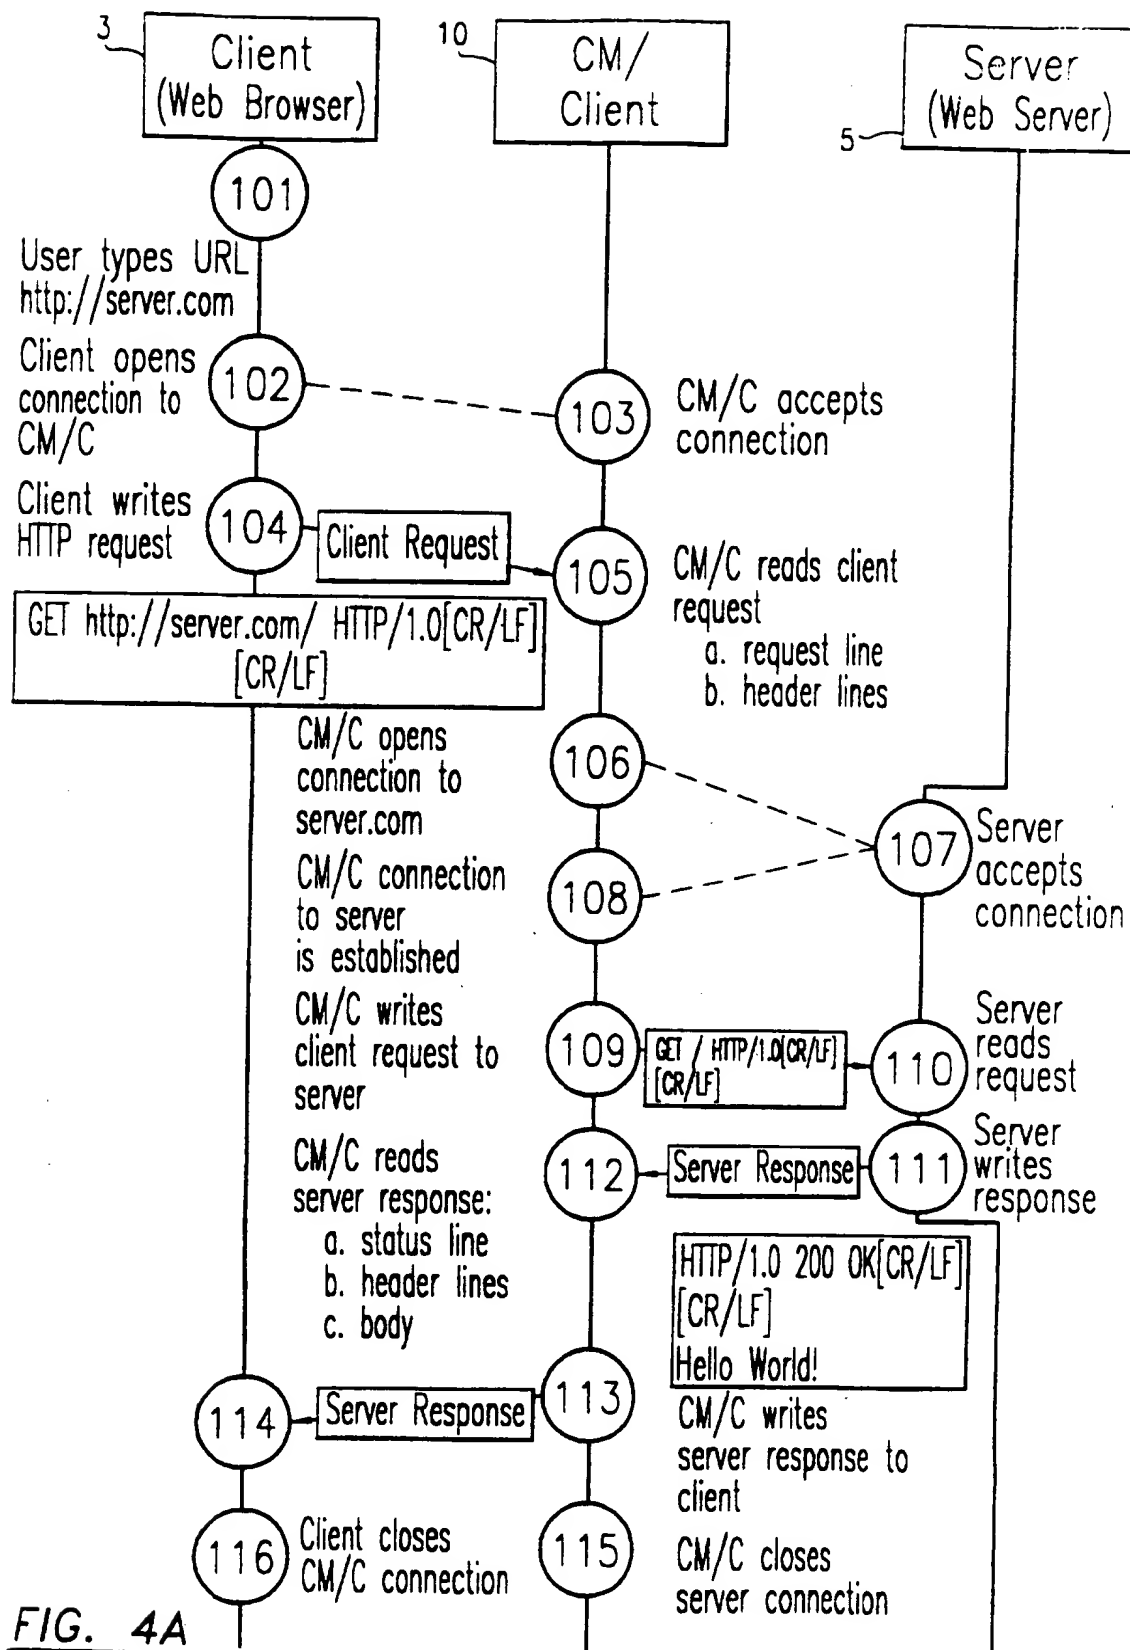 3
Client
(Web Browser)
10
CM/
Client
Server
(Web Server)
5
101
User types URL
http://server.com
Client opens
connection to
CM/C
102
103
CM/C accepts
connection
Client writes
HTTP request
104
Client Request
105
CM/C reads client
request
a. request line
b. header lines
GET http://server.com/ HTTP/1.0[CR/LF]
[CR/LF]
CM/C opens
connection to
server.com
106
107
Server
accepts
connection
CM/C connection
to server
is established
108
CM/C writes
client request to
server
109
GET / HTTP/1.0[CR/LF]
[CR/LF]
110
Server
reads
request
CM/C reads
server response:
a. status line
b. header lines
c. body
112
Server Response
111
Server
writes
response
HTTP/1.0 200 OK[CR/LF]
[CR/LF]
Hello World!
114
Server Response
113
CM/C writes
server response to
client
116
Client closes
CM/C connection
115
CM/C closes
server connection
FIG. 4A